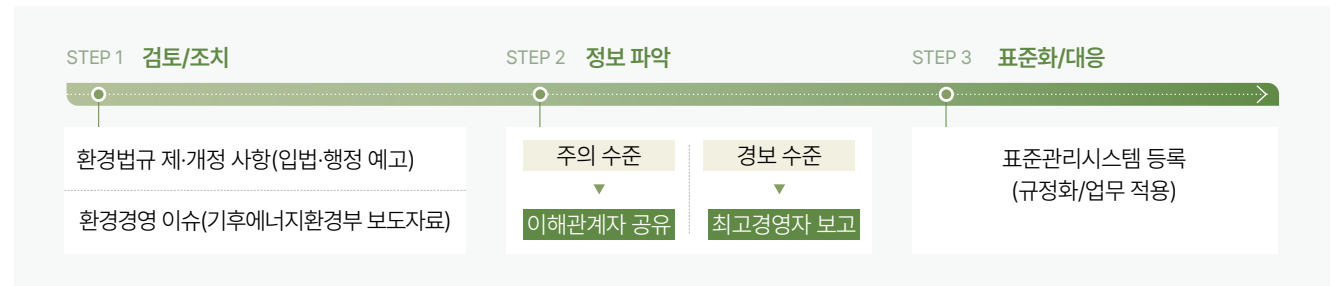 STEP 1 검토/조치
환경법규 제·개정 사항(입법·행정 예고)
환경경영 이슈(기후에너지환경부 보도자료)
STEP 2 정보 파악
주의 수준
▼
이해관계자 공유
경보 수준
▼
최고경영자 보고
STEP 3 표준화/대응
표준관리시스템 등록
(규정화/업무 적용)